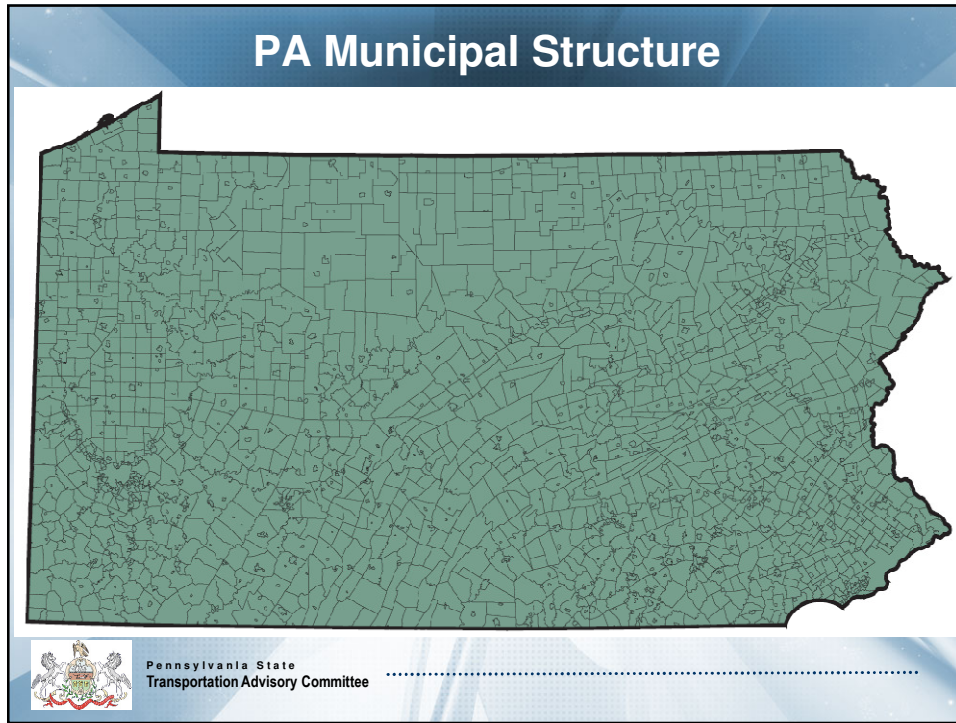 PA Municipal Structure
Pennsylvania State
Transportation Advisory Committee